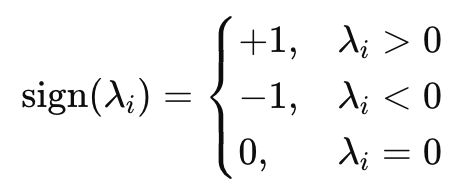 +1, λᵢ > 0
sign(λᵢ) = { −1, λᵢ < 0
0, λᵢ = 0